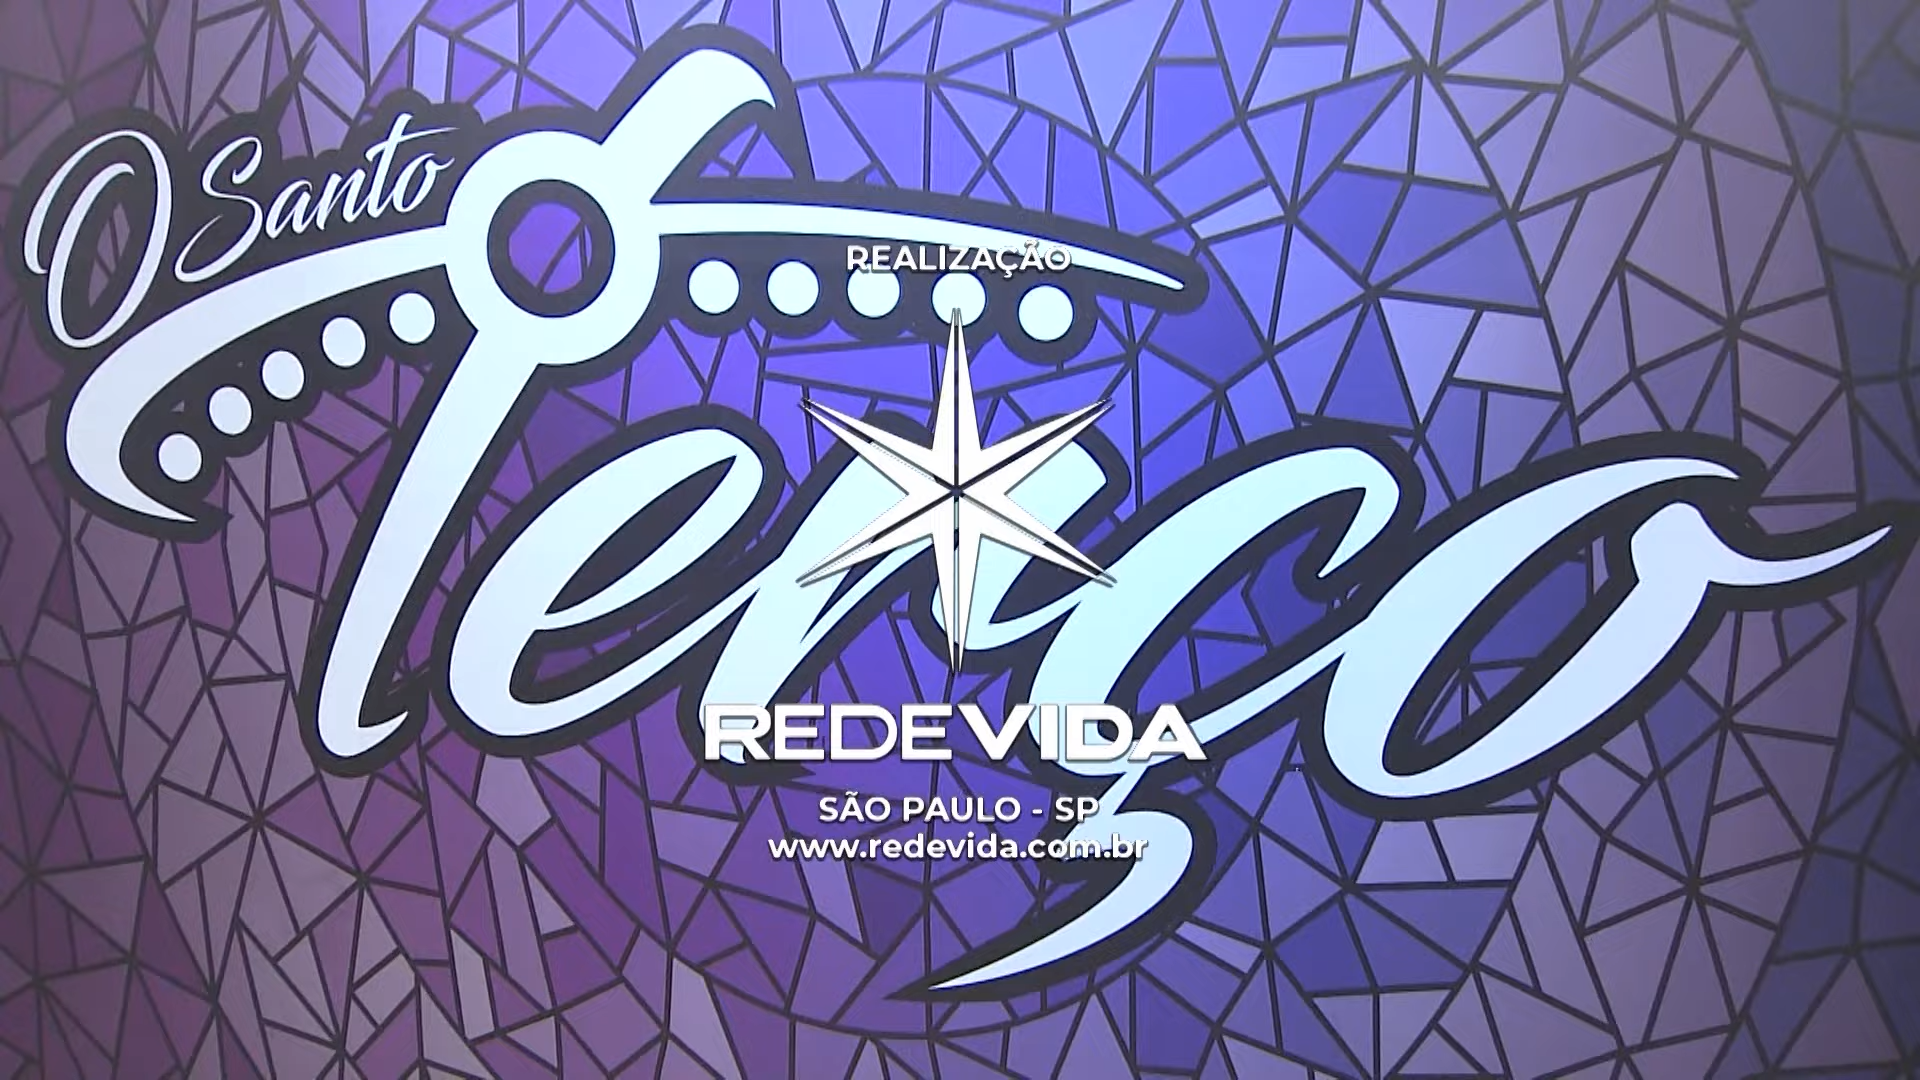 O Santo
Terço
REALIZAÇÃO
REDEVIDA
SÃO PAULO - SP
www.redevida.com.br